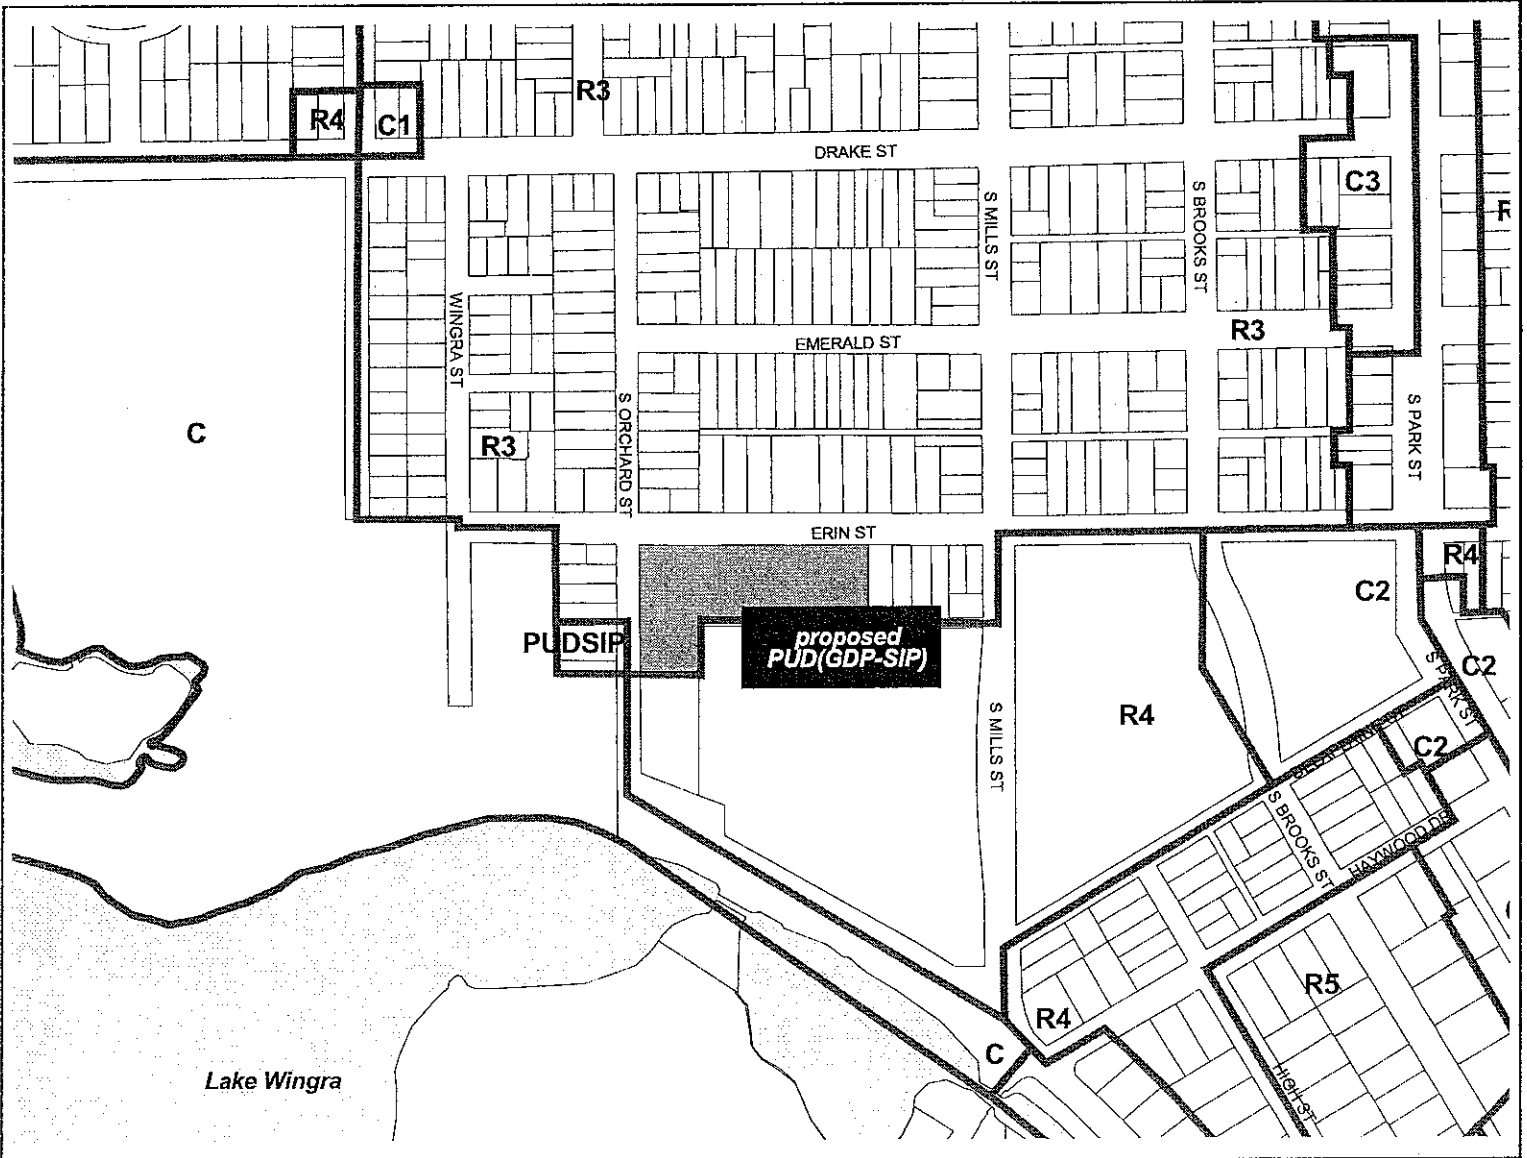 R3
R4
C1
DRAKE ST
C3
S MILLS ST
S BROOKS ST
WINGRA ST
R3
EMERALD ST
C
R3
S ORCHARD ST
S PARK ST
ERIN ST
R4
C2
PUDSIP
proposed
PUD(GDP-SIP)
C2
S PARK ST
S MILLS ST
R4
C2
S BROOKS ST
HAYWOOD DR
R5
R4
C
Lake Wingra
HIGH ST